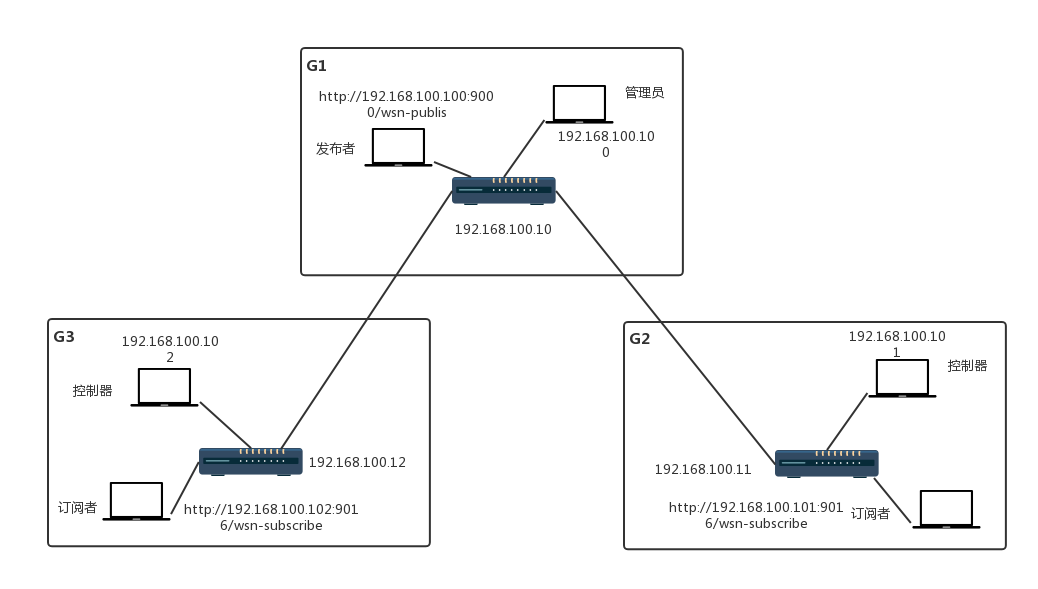 G1
http://192.168.100.100:900
0/wsn-publis
管理员
发布者
192.168.100.10
0
192.168.100.10
G3
192.168.100.10
2
控制器
192.168.100.12
订阅者
http://192.168.100.102:901
6/wsn-subscribe
G2
192.168.100.10
1
控制器
192.168.100.11
http://192.168.100.101:901
6/wsn-subscribe
订阅者